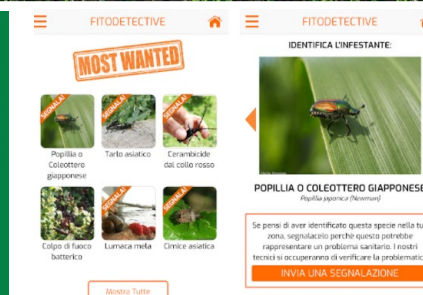 FITODETECTIVE
MOST WANTED
SEGNALA!
SEGNALA!
SEGNALA!
Popillia o
Coleottero
giapponese
Tarlo asiatico
Cerambicide
dal collo rosso
SEGNALA!
SEGNALA!
SEGNALA!
Colpo di fuoco
batterico
Lumaca mela
Cimice asiatica
Mostra Tutte
FITODETECTIVE
IDENTIFICA L'INFESTANTE:
POPILLIA O COLEOTTERO GIAPPONESE
Popillia japonica (Newman)
Se pensi di aver identificato questa specie nella tu
zona, segnalacelo perchè questo potrebbe
rappresentare un problema sanitario. I nostri
tecnici si occuperanno di verificare la problematic
INVIA UNA SEGNALAZIONE